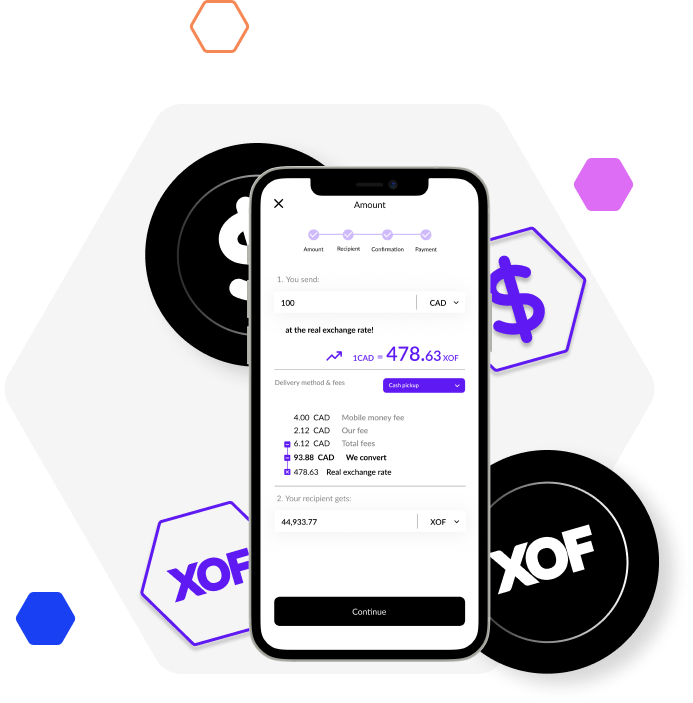 Amount
Amount Recipient Confirmation Payment
1. You send:
100 CAD
at the real exchange rate!
1CAD = 478.63 XOF
Delivery method & fees Cash pickup
4.00 CAD Mobile money fee
2.12 CAD Our fee
6.12 CAD Total fees
93.88 CAD We convert
478.63 Real exchange rate
2. Your recipient gets:
44,933.77 XOF
Continue
$
$
XOF
XOF